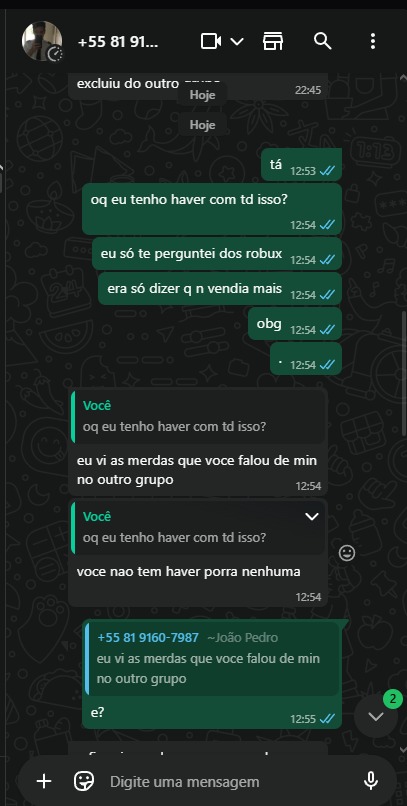 +55 81 91...
excluiu do outro
22:45
Hoje
Hoje
tá 12:53
oq eu tenho haver com td isso?
12:54
eu só te perguntei dos robux 12:54
era só dizer q n vendia mais 12:54
obg 12:54
. 12:54
Você
oq eu tenho haver com td isso?
eu vi as merdas que voce falou de min
no outro grupo
12:54
Você
oq eu tenho haver com td isso?
voce nao tem haver porra nenhuma
12:54
+55 81 9160-7987 ~João Pedro
eu vi as merdas que voce falou de min
no outro grupo
e? 12:55
2
Digite uma mensagem